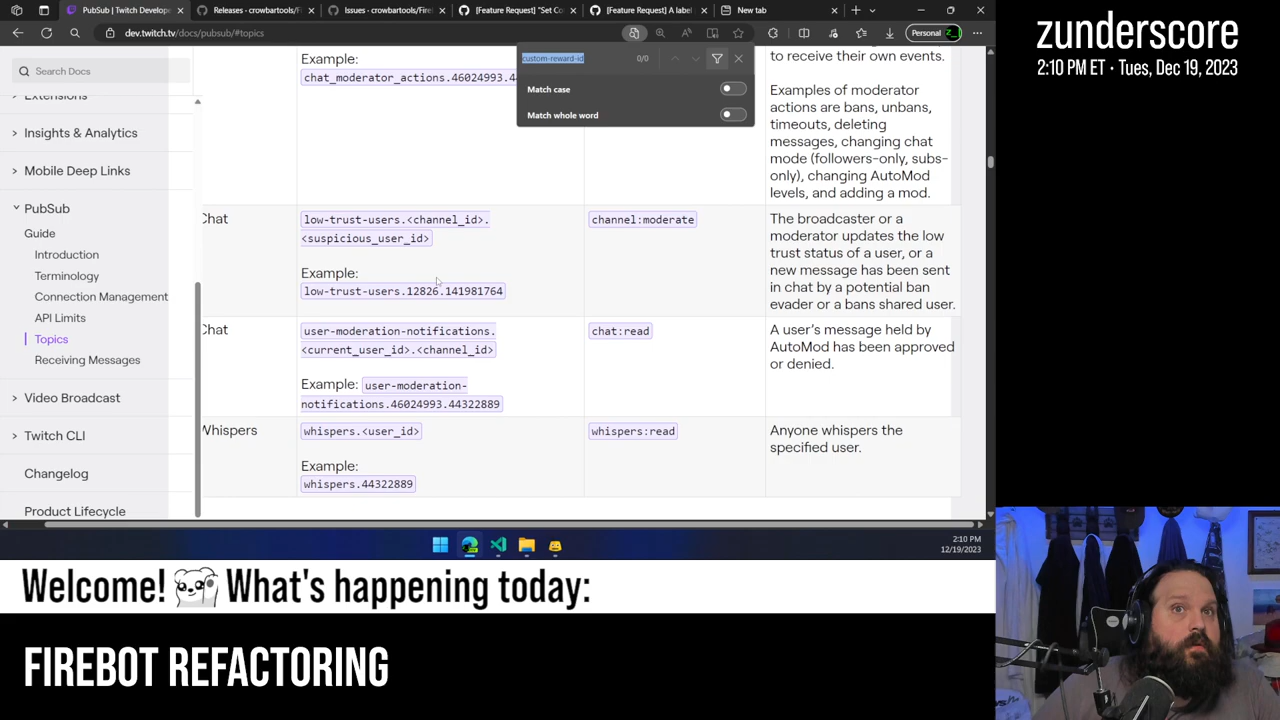 PubSub | Twitch Develop
Releases · crowbartools/Firebot
Issues · crowbartools/Fire
[Feature Request] "Set Co
[Feature Request] A label
New tab
dev.twitch.tv/docs/pubsub/#topics
Personal
zunderscore
2:10 PM ET · Tues, Dec 19, 2023
Search Docs
custom-reward-id
0/0
Match case
Match whole word
Extensions
Insights & Analytics
Mobile Deep Links
PubSub
Guide
Introduction
Terminology
Connection Management
API Limits
Topics
Receiving Messages
Video Broadcast
Twitch CLI
Changelog
Product Lifecycle
Example:
chat_moderator_actions.46024993.44
to receive their own events.
Examples of moderator
actions are bans, unbans,
timeouts, deleting
messages, changing chat
mode (followers-only, subs-
only), changing AutoMod
levels, and adding a mod.
Chat
low-trust-users.<channel_id>.
<suspicious_user_id>
Example:
low-trust-users.12826.141981764
channel:moderate
The broadcaster or a
moderator updates the low
trust status of a user, or a
new message has been sent
in chat by a potential ban
evader or a bans shared user.
Chat
user-moderation-notifications.
<current_user_id>.<channel_id>
Example: user-moderation-
notifications.46024993.44322889
chat:read
A user's message held by
AutoMod has been approved
or denied.
Whispers
whispers.<user_id>
Example:
whispers.44322889
whispers:read
Anyone whispers the
specified user.
2:10 PM
12/19/2023
Welcome! What's happening today:
FIREBOT REFACTORING